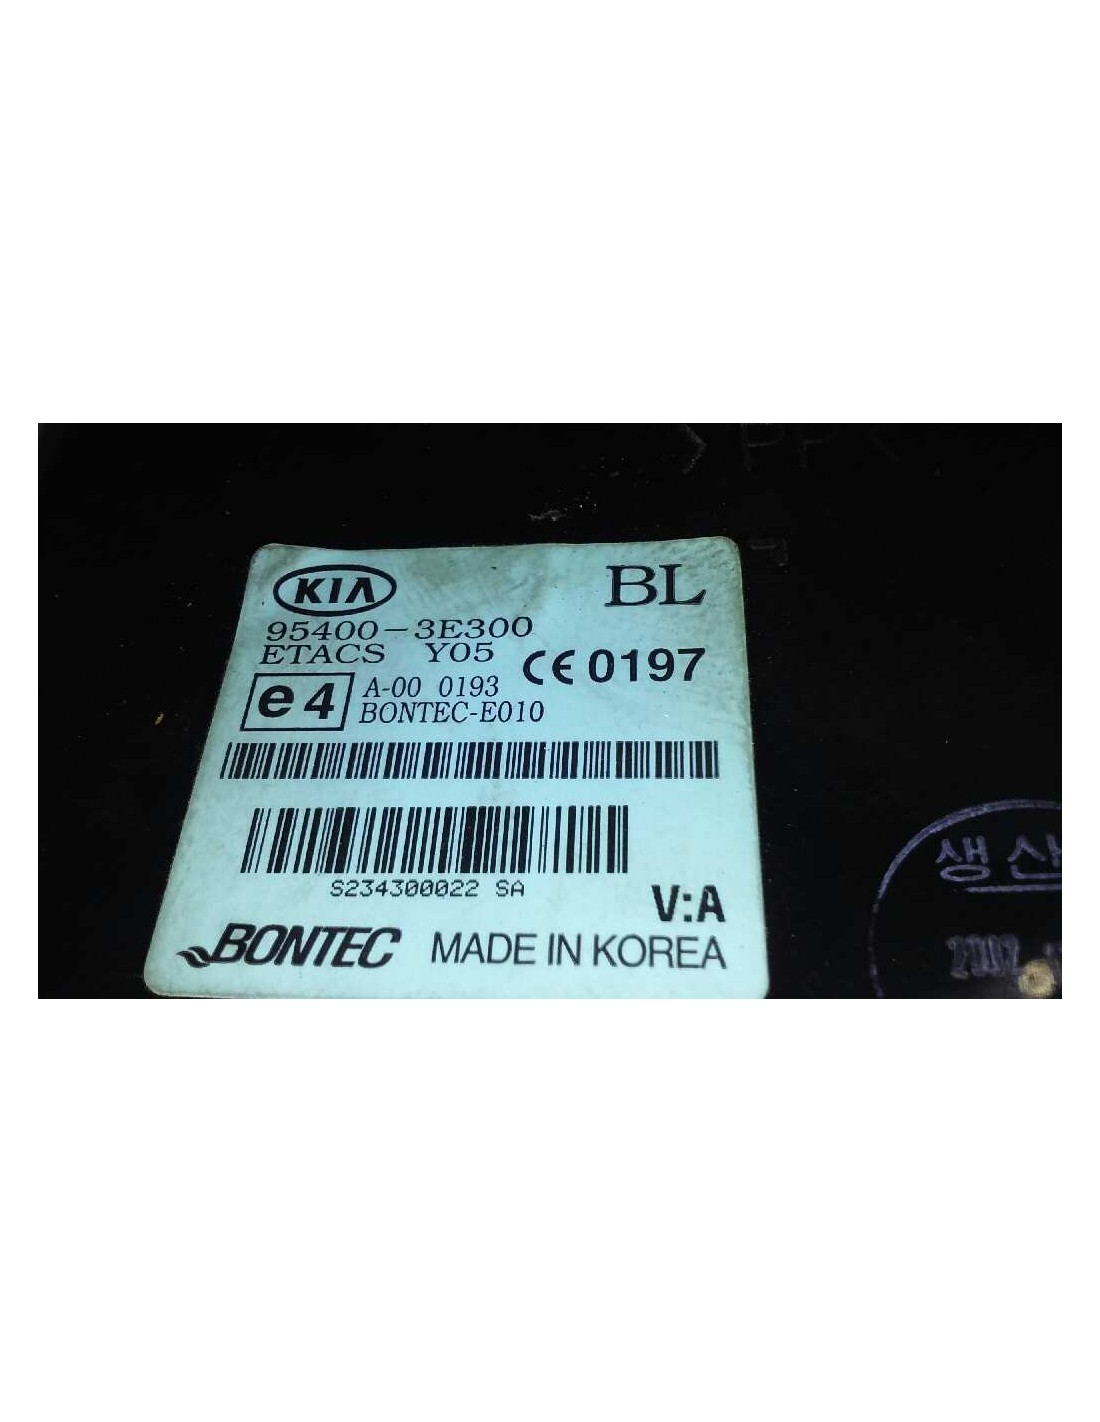 >PP<
KIA
BL
95400-3E300
ETACS Y05
CE 0197
e4
A-00 0193
BONTEC-E010
S234300022 SA
V:A
BONTEC
MADE IN KOREA
생산